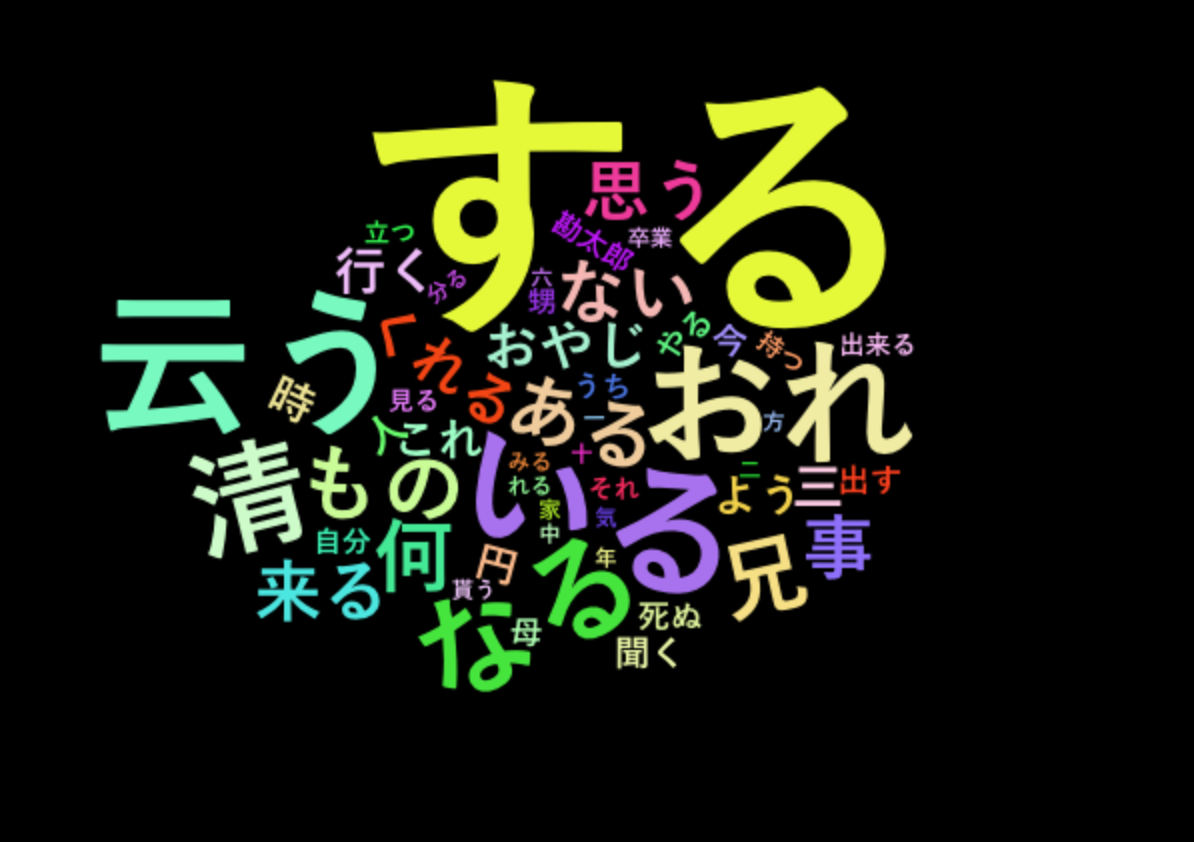 する
思う
勘太郎
卒業
立つ
行く
分る
六
甥
ない
云う
くれる
おやじ
やる
今
持つ
出来る
おれ
時
見る
うち
ある
一
方
人
これ
清
もの
いる
みる
十
れる
それ
二
よう
三
出す
家
気
中
自分
何
事
来る
円
年
兄
貰う
なる
母
死ぬ
聞く